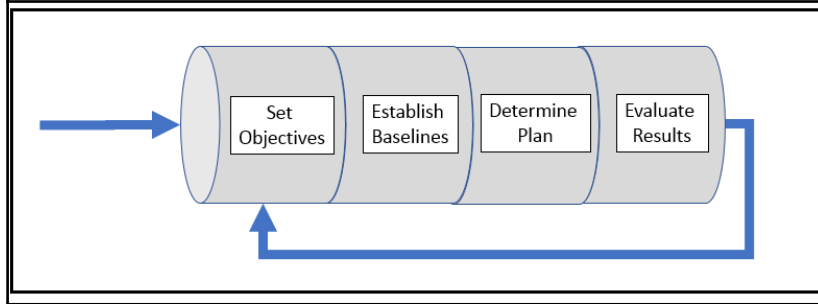 Set
Objectives
Establish
Baselines
Determine
Plan
Evaluate
Results